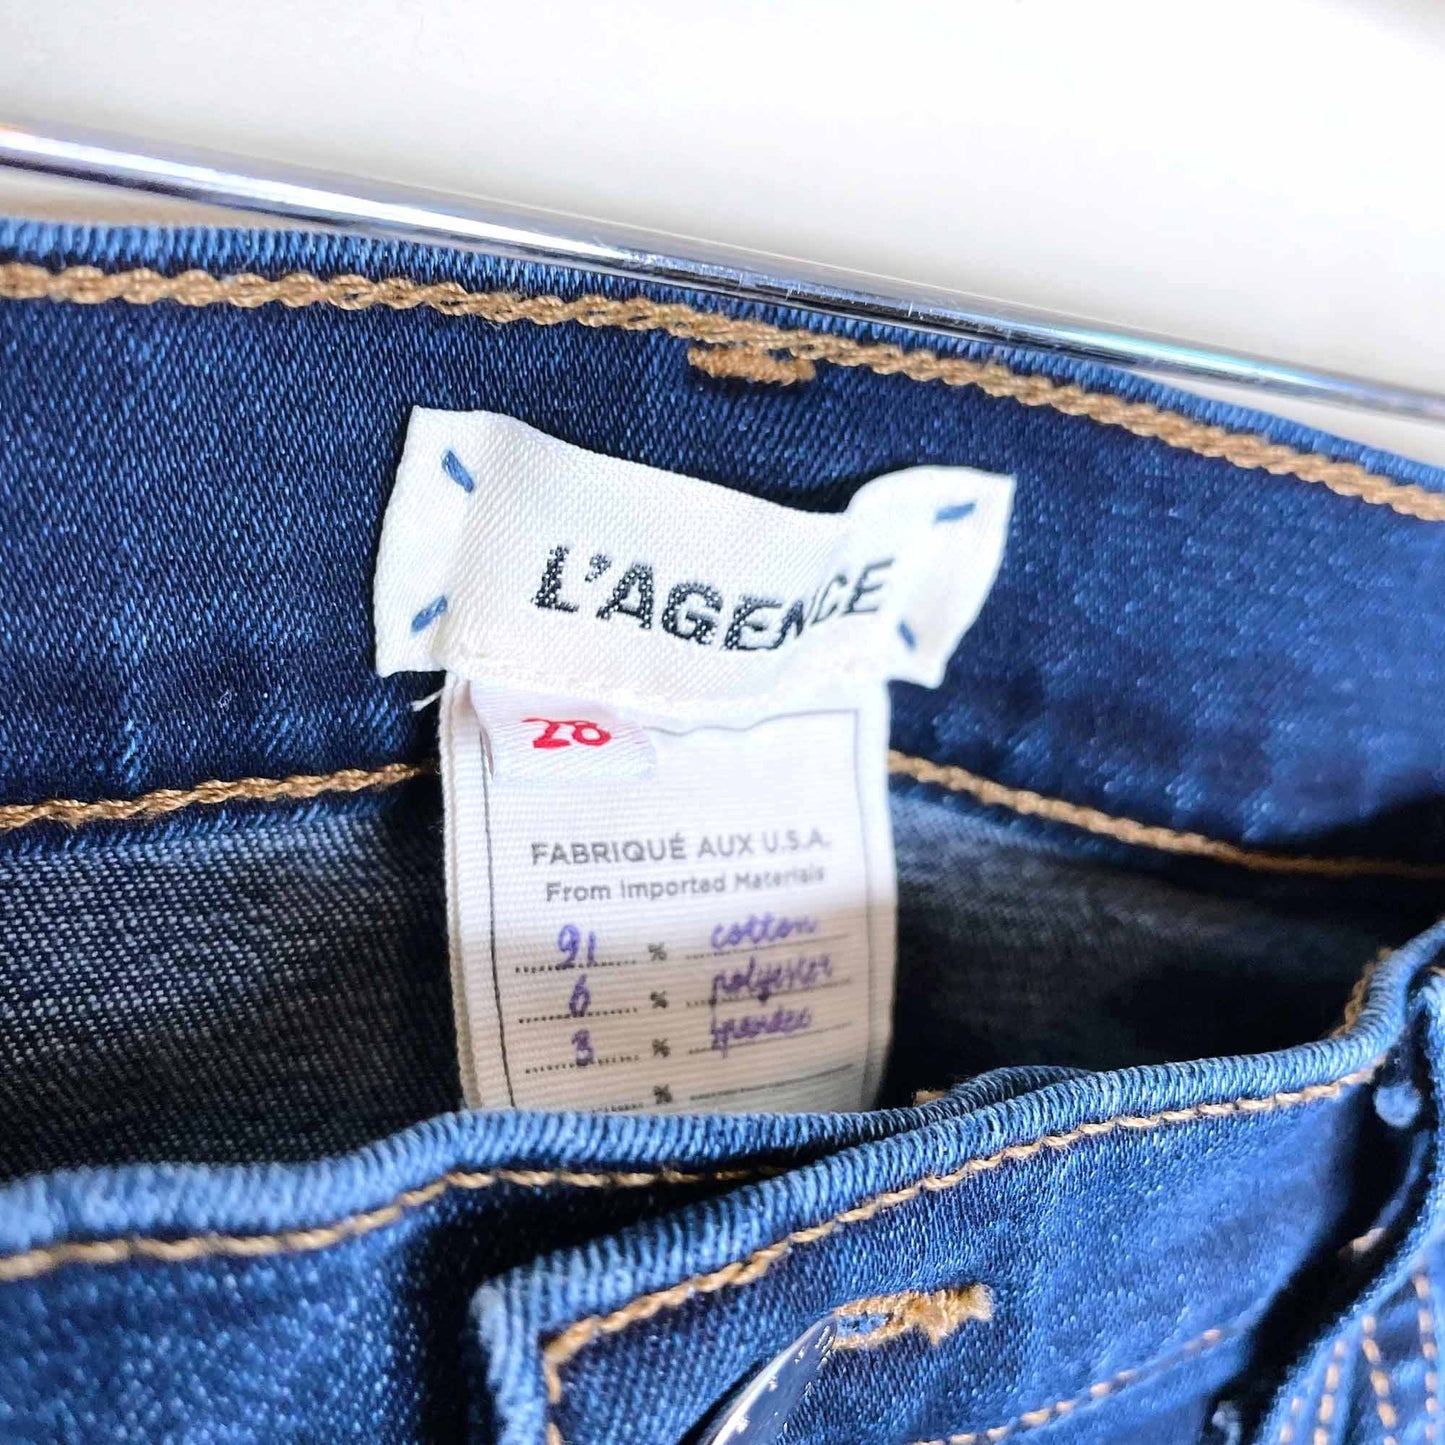 L'AGENCE
28
FABRIQUÉ AUX U.S.A.
From Imported Materials
91 % cotton
6 % polyester
3 % spandex
%